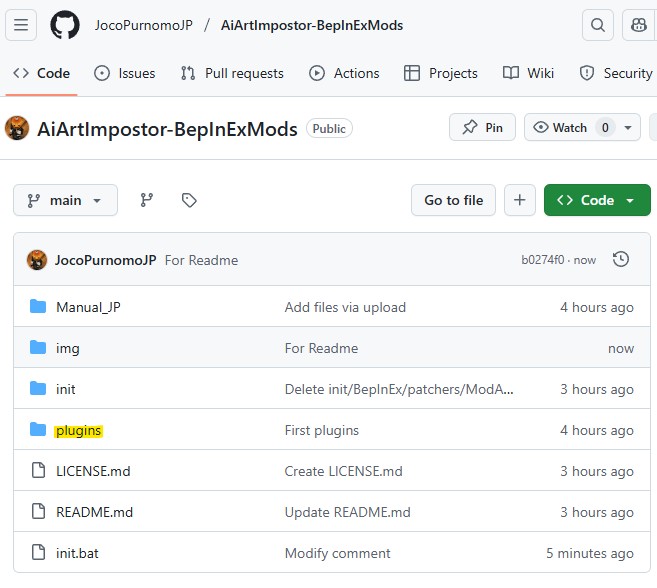 JocoPurnomoJP / AiArtImpostor-BepInExMods
Code Issues Pull requests Actions Projects Wiki Security
AiArtImpostor-BepInExMods Public Pin Watch 0
main Go to file Code
JocoPurnomoJP For Readme b0274f0 · now
Manual_JP Add files via upload 4 hours ago
img For Readme now
init Delete init/BepInEx/patchers/ModA... 3 hours ago
plugins First plugins 4 hours ago
LICENSE.md Create LICENSE.md 3 hours ago
README.md Update README.md 3 hours ago
init.bat Modify comment 5 minutes ago